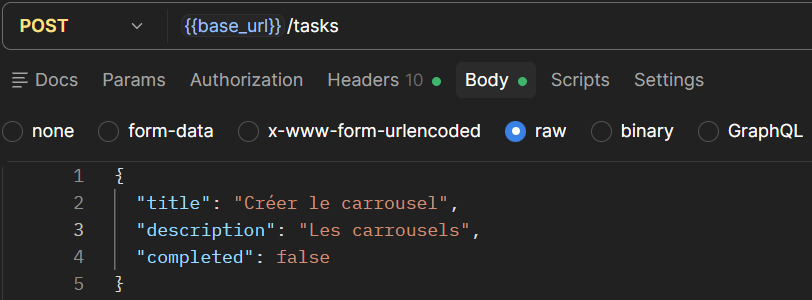 POST {{base_url}}/tasks
Docs Params Authorization Headers 10 Body Scripts Settings
none form-data x-www-form-urlencoded raw binary GraphQL
1 {
2 "title": "Créer le carrousel",
3 "description": "Les carrousels",
4 "completed": false
5 }